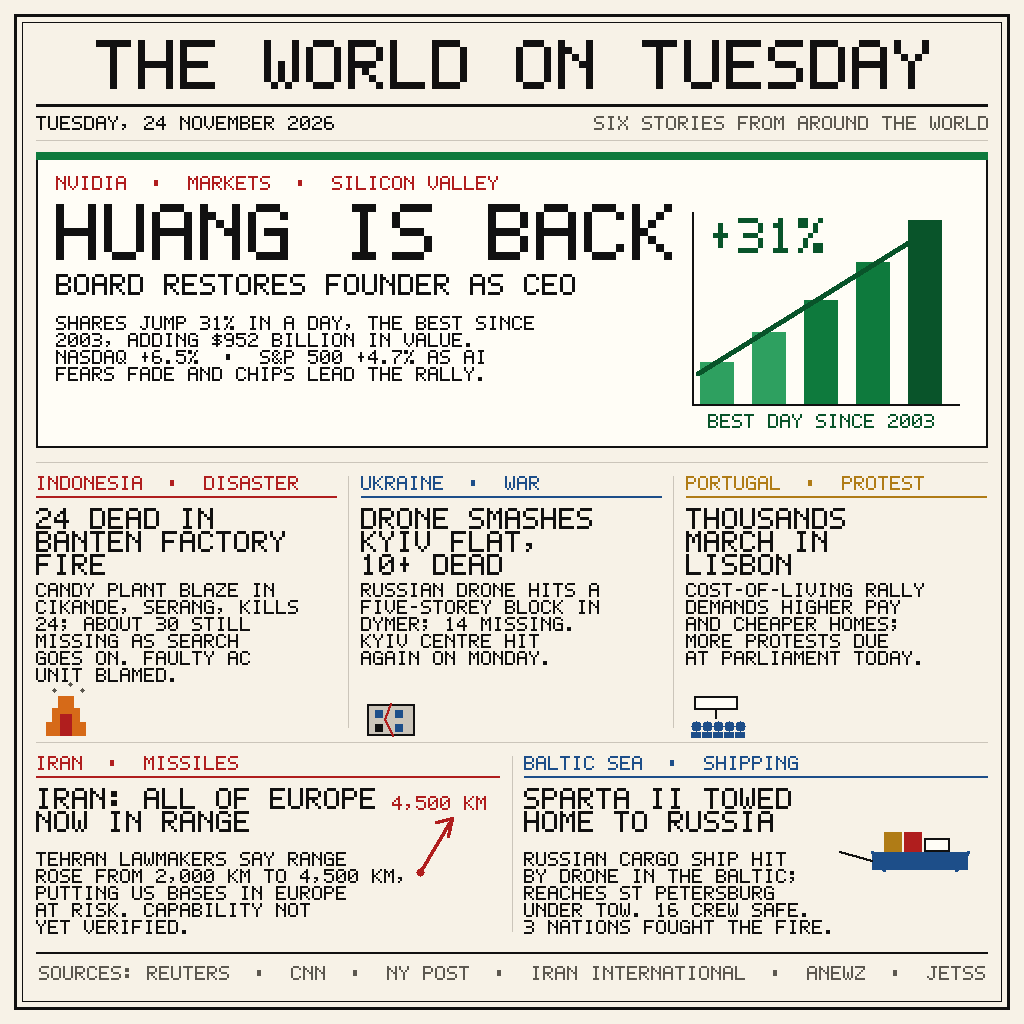 THE WORLD ON TUESDAY
TUESDAY, 24 NOVEMBER 2026
SIX STORIES FROM AROUND THE WORLD
NVIDIA ▪ MARKETS ▪ SILICON VALLEY
HUANG IS BACK
BOARD RESTORES FOUNDER AS CEO
SHARES JUMP 31% IN A DAY, THE BEST SINCE
2003, ADDING $952 BILLION IN VALUE.
NASDAQ +6.5% ▪ S&P 500 +4.7% AS AI
FEARS FADE AND CHIPS LEAD THE RALLY.
+31%
BEST DAY SINCE 2003
INDONESIA ▪ DISASTER
24 DEAD IN
BANTEN FACTORY
FIRE
CANDY PLANT BLAZE IN
CIKANDE, SERANG, KILLS
24; ABOUT 30 STILL
MISSING AS SEARCH
GOES ON. FAULTY AC
UNIT BLAMED.
UKRAINE ▪ WAR
DRONE SMASHES
KYIV FLAT,
10+ DEAD
RUSSIAN DRONE HITS A
FIVE-STOREY BLOCK IN
DYMER; 14 MISSING.
KYIV CENTRE HIT
AGAIN ON MONDAY.
PORTUGAL ▪ PROTEST
THOUSANDS
MARCH IN
LISBON
COST-OF-LIVING RALLY
DEMANDS HIGHER PAY
AND CHEAPER HOMES;
MORE PROTESTS DUE
AT PARLIAMENT TODAY.
IRAN ▪ MISSILES
IRAN: ALL OF EUROPE
NOW IN RANGE
4,500 KM
TEHRAN LAWMAKERS SAY RANGE
ROSE FROM 2,000 KM TO 4,500 KM,
PUTTING US BASES IN EUROPE
AT RISK. CAPABILITY NOT
YET VERIFIED.
BALTIC SEA ▪ SHIPPING
SPARTA II TOWED
HOME TO RUSSIA
RUSSIAN CARGO SHIP HIT
BY DRONE IN THE BALTIC;
REACHES ST PETERSBURG
UNDER TOW. 16 CREW SAFE.
3 NATIONS FOUGHT THE FIRE.
SOURCES: REUTERS ▪ CNN ▪ NY POST ▪ IRAN INTERNATIONAL ▪ ANEWZ ▪ JETSS